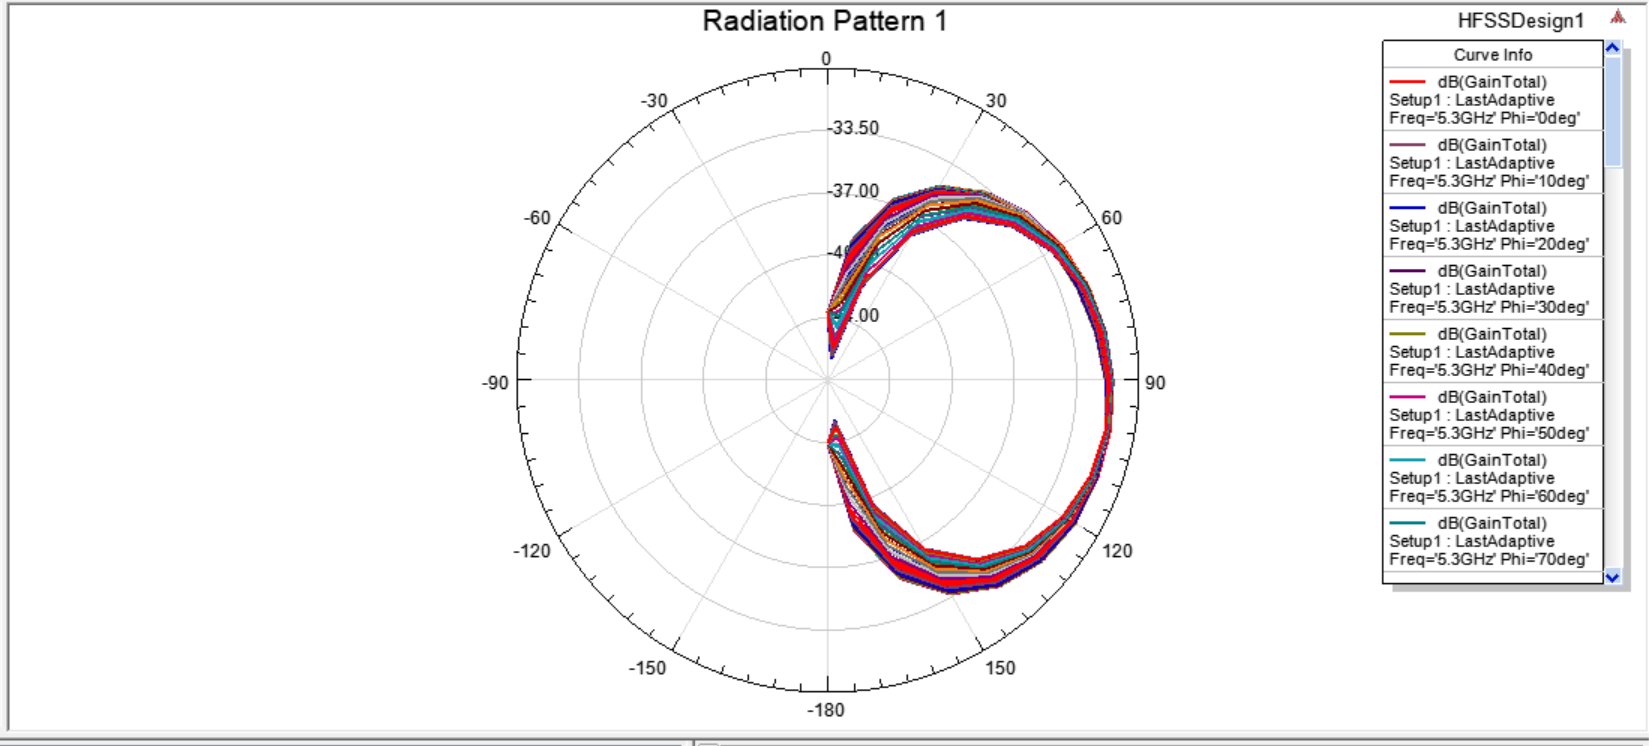 Radiation Pattern 1
HFSSDesign1
0
-30
30
-33.50
-37.00
-60
60
-90
90
-120
120
-150
150
-180
Curve Info
dB(GainTotal)
Setup1 : LastAdaptive
Freq='5.3GHz' Phi='0deg'
dB(GainTotal)
Setup1 : LastAdaptive
Freq='5.3GHz' Phi='10deg'
dB(GainTotal)
Setup1 : LastAdaptive
Freq='5.3GHz' Phi='20deg'
dB(GainTotal)
Setup1 : LastAdaptive
Freq='5.3GHz' Phi='30deg'
dB(GainTotal)
Setup1 : LastAdaptive
Freq='5.3GHz' Phi='40deg'
dB(GainTotal)
Setup1 : LastAdaptive
Freq='5.3GHz' Phi='50deg'
dB(GainTotal)
Setup1 : LastAdaptive
Freq='5.3GHz' Phi='60deg'
dB(GainTotal)
Setup1 : LastAdaptive
Freq='5.3GHz' Phi='70deg'